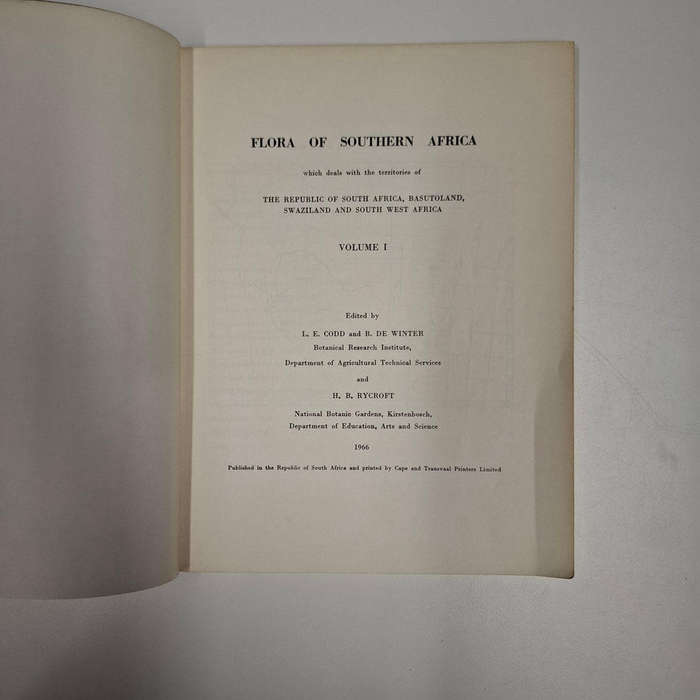 FLORA OF SOUTHERN AFRICA
which deals with the territories of
THE REPUBLIC OF SOUTH AFRICA, BASUTOLAND,
SWAZILAND AND SOUTH WEST AFRICA
VOLUME I
Edited by
L. E. CODD and B. DE WINTER
Botanical Research Institute,
Department of Agricultural Technical Services
and
H. B. RYCROFT
National Botanic Gardens, Kirstenbosch,
Department of Education, Arts and Science
1966
Published in the Republic of South Africa and printed by Cape and Transvaal Printers Limited